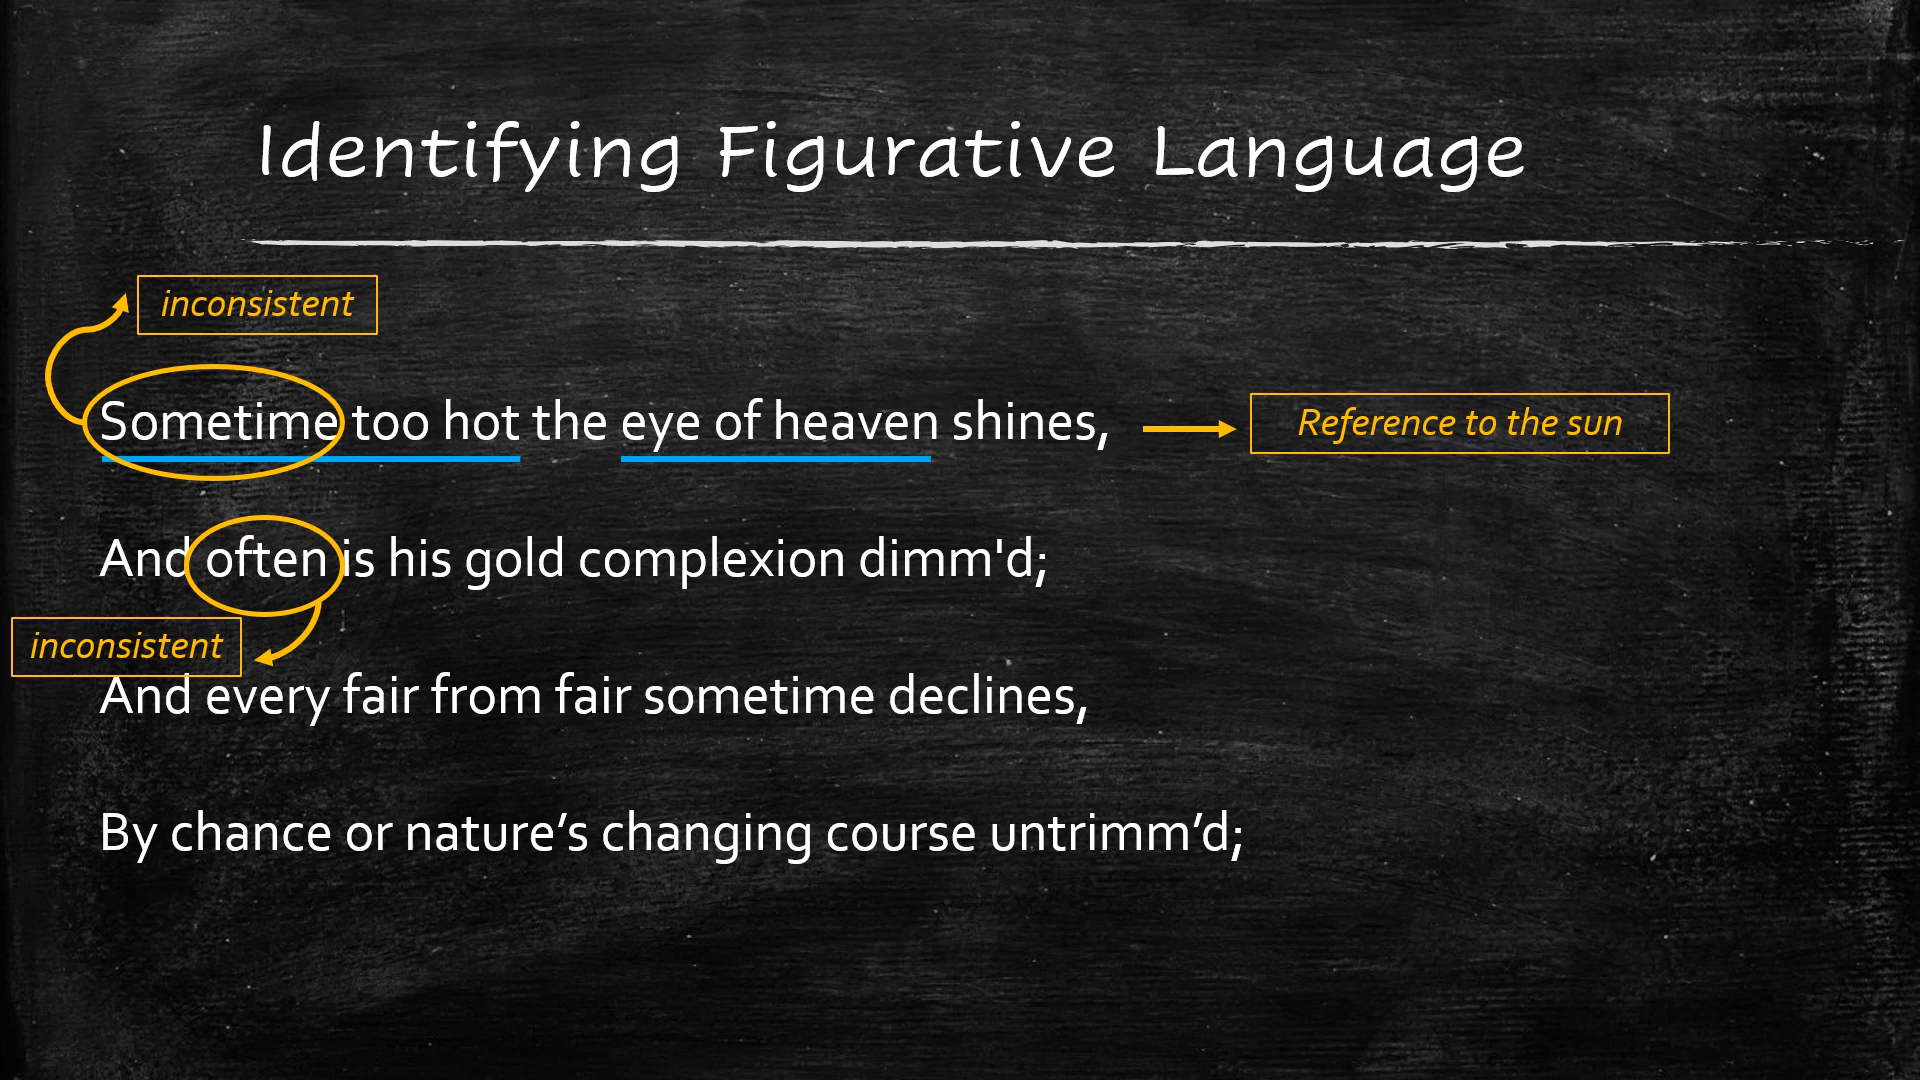 Identifying Figurative Language
inconsistent
Sometime too hot the eye of heaven shines,
Reference to the sun
And often is his gold complexion dimm'd;
inconsistent
And every fair from fair sometime declines,
By chance or nature’s changing course untrimm’d;